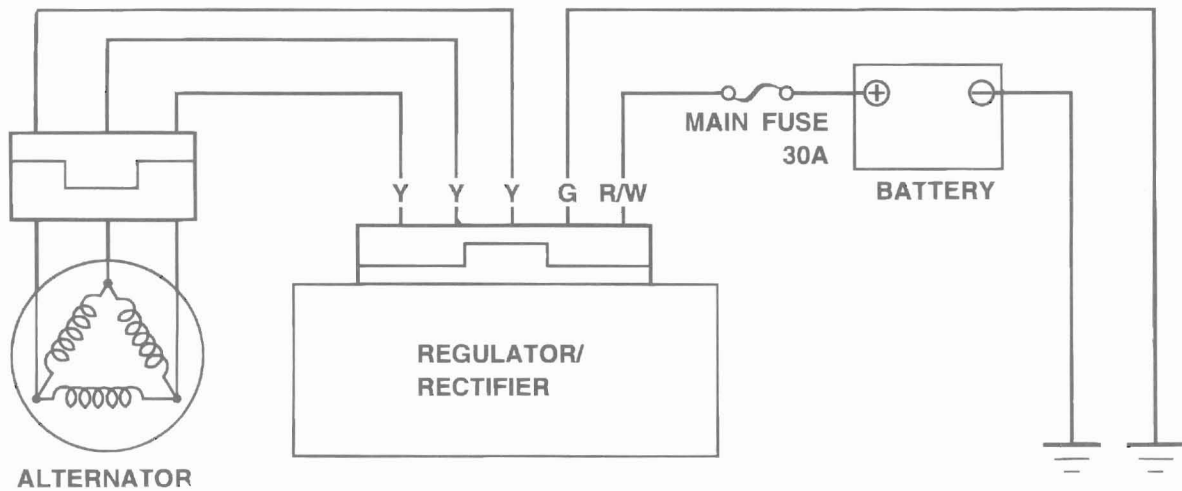 MAIN FUSE
30A
BATTERY
Y Y Y G R/W
REGULATOR/
RECTIFIER
ALTERNATOR